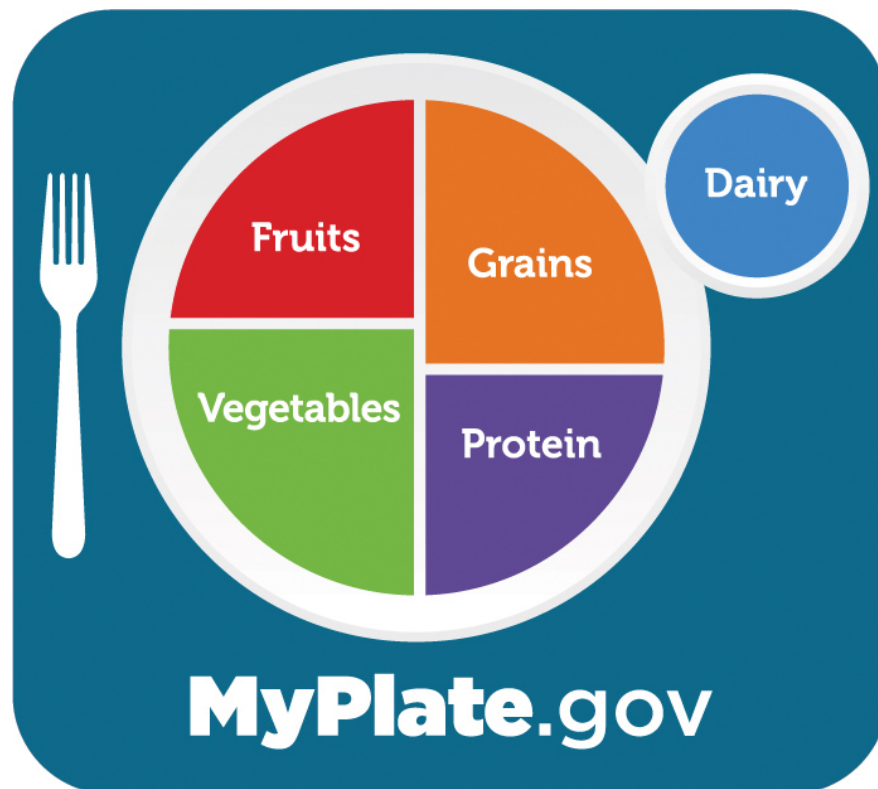 Fruits
Grains
Dairy
Vegetables
Protein
MyPlate.gov